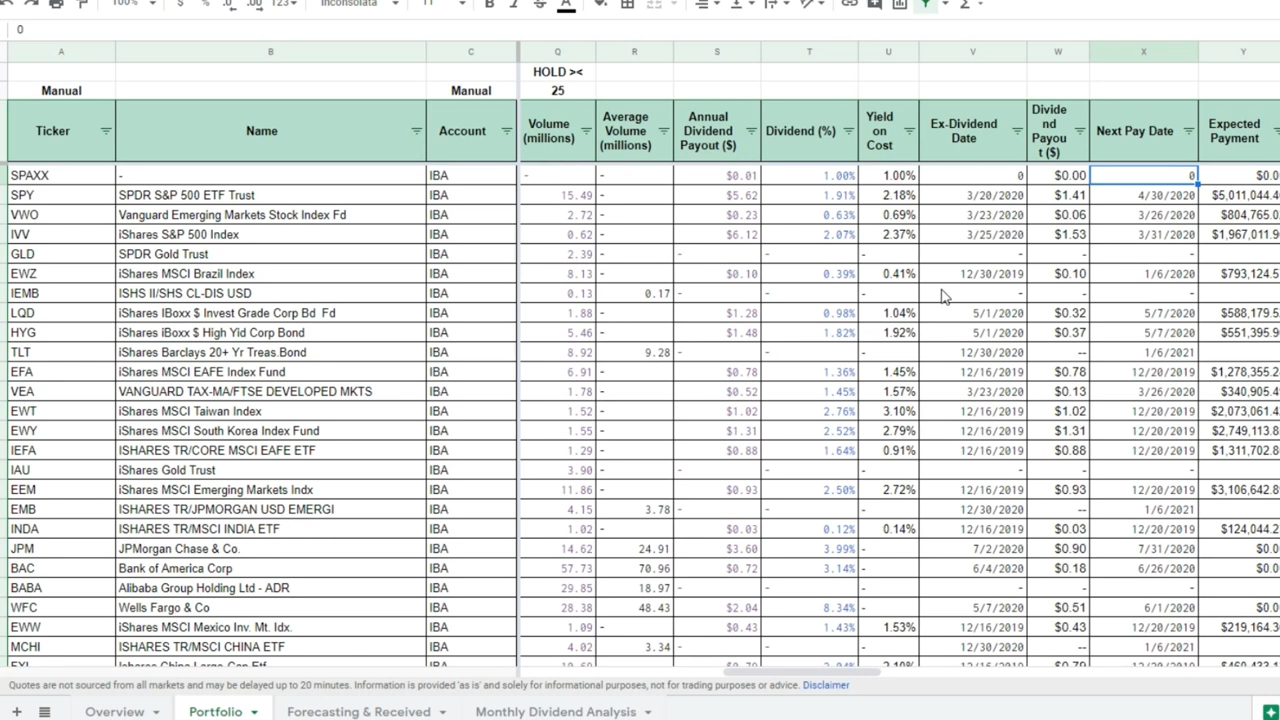 100%
$ % .0 .00 123
Inconsolata
11
B I S A
0
A B C Q R S T U V W X Y
HOLD ><
Manual Manual 25
Ticker Name Account Volume (millions) Average Volume (millions) Annual Dividend Payout ($) Dividend (%) Yield on Cost Ex-Dividend Date Divide nd Payou t ($) Next Pay Date Expected Payment
SPAXX - IBA - - $0.01 1.00% 1.00% 0 $0.00 0
SPY SPDR S&P 500 ETF Trust IBA 15.49 - $5.62 1.91% 2.18% 3/20/2020 $1.41 4/30/2020
VWO Vanguard Emerging Markets Stock Index Fd IBA 2.72 - $0.23 0.63% 0.69% 3/23/2020 $0.06 3/26/2020
IVV iShares S&P 500 Index IBA 0.62 - $6.12 2.07% 2.37% 3/25/2020 $1.53 3/31/2020
GLD SPDR Gold Trust IBA 2.39 - - - - - - -
EWZ iShares MSCI Brazil Index IBA 8.13 - $0.10 0.39% 0.41% 12/30/2019 $0.10 1/6/2020
IEMB ISHS II/SHS CL-DIS USD IBA 0.13 0.17 - - - - - -
LQD iShares IBoxx $ Invest Grade Corp Bd Fd IBA 1.88 - $1.28 0.98% 1.04% 5/1/2020 $0.32 5/7/2020
HYG iShares iBoxx $ High Yid Corp Bond IBA 5.46 - $1.48 1.82% 1.92% 5/1/2020 $0.37 5/7/2020
TLT iShares Barclays 20+ Yr Treas.Bond IBA 8.92 9.28 - - - 12/30/2020 -- 1/6/2021
EFA iShares MSCI EAFE Index Fund IBA 6.91 - $0.78 1.36% 1.45% 12/16/2019 $0.78 12/20/2019
VEA VANGUARD TAX-MA/FTSE DEVELOPED MKTS IBA 1.78 - $0.52 1.45% 1.57% 3/23/2020 $0.13 3/26/2020
EWT iShares MSCI Taiwan Index IBA 1.52 - $1.02 2.76% 3.10% 12/16/2019 $1.02 12/20/2019
EWY iShares MSCI South Korea Index Fund IBA 1.55 - $1.31 2.52% 2.79% 12/16/2019 $1.31 12/20/2019
IEFA ISHARES TR/CORE MSCI EAFE ETF IBA 1.29 - $0.88 1.64% 0.91% 12/16/2019 $0.88 12/20/2019
IAU iShares Gold Trust IBA 3.90 - - - - - - -
EEM iShares MSCI Emerging Markets Indx IBA 11.86 - $0.93 2.50% 2.72% 12/16/2019 $0.93 12/20/2019
EMB ISHARES TR/JPMORGAN USD EMERGI IBA 4.15 3.78 - - - 12/30/2020 -- 1/6/2021
INDA ISHARES TR/MSCI INDIA ETF IBA 1.02 - $0.03 0.12% 0.14% 12/16/2019 $0.03 12/20/2019
JPM JPMorgan Chase & Co. IBA 14.62 24.91 $3.60 3.99% - 7/2/2020 $0.90 7/31/2020
BAC Bank of America Corp IBA 57.73 70.96 $0.72 3.14% - 6/4/2020 $0.18 6/26/2020
BABA Alibaba Group Holding Ltd - ADR IBA 29.85 18.97 - - - - - -
WFC Wells Fargo & Co IBA 28.38 48.43 $2.04 8.34% - 5/7/2020 $0.51 6/1/2020
EWW iShares MSCI Mexico Inv. Mt. Idx. IBA 1.09 - $0.43 1.43% 1.53% 12/16/2019 $0.43 12/20/2019
MCHI ISHARES TR/MSCI CHINA ETF IBA 4.02 3.34 - - - 12/30/2020 -- 1/6/2021
Quotes are not sourced from all markets and may be delayed up to 20 minutes. Information is provided 'as is' and solely for informational purposes, not for trading purposes or advice. Disclaimer
Overview Portfolio Forecasting & Received Monthly Dividend Analysis